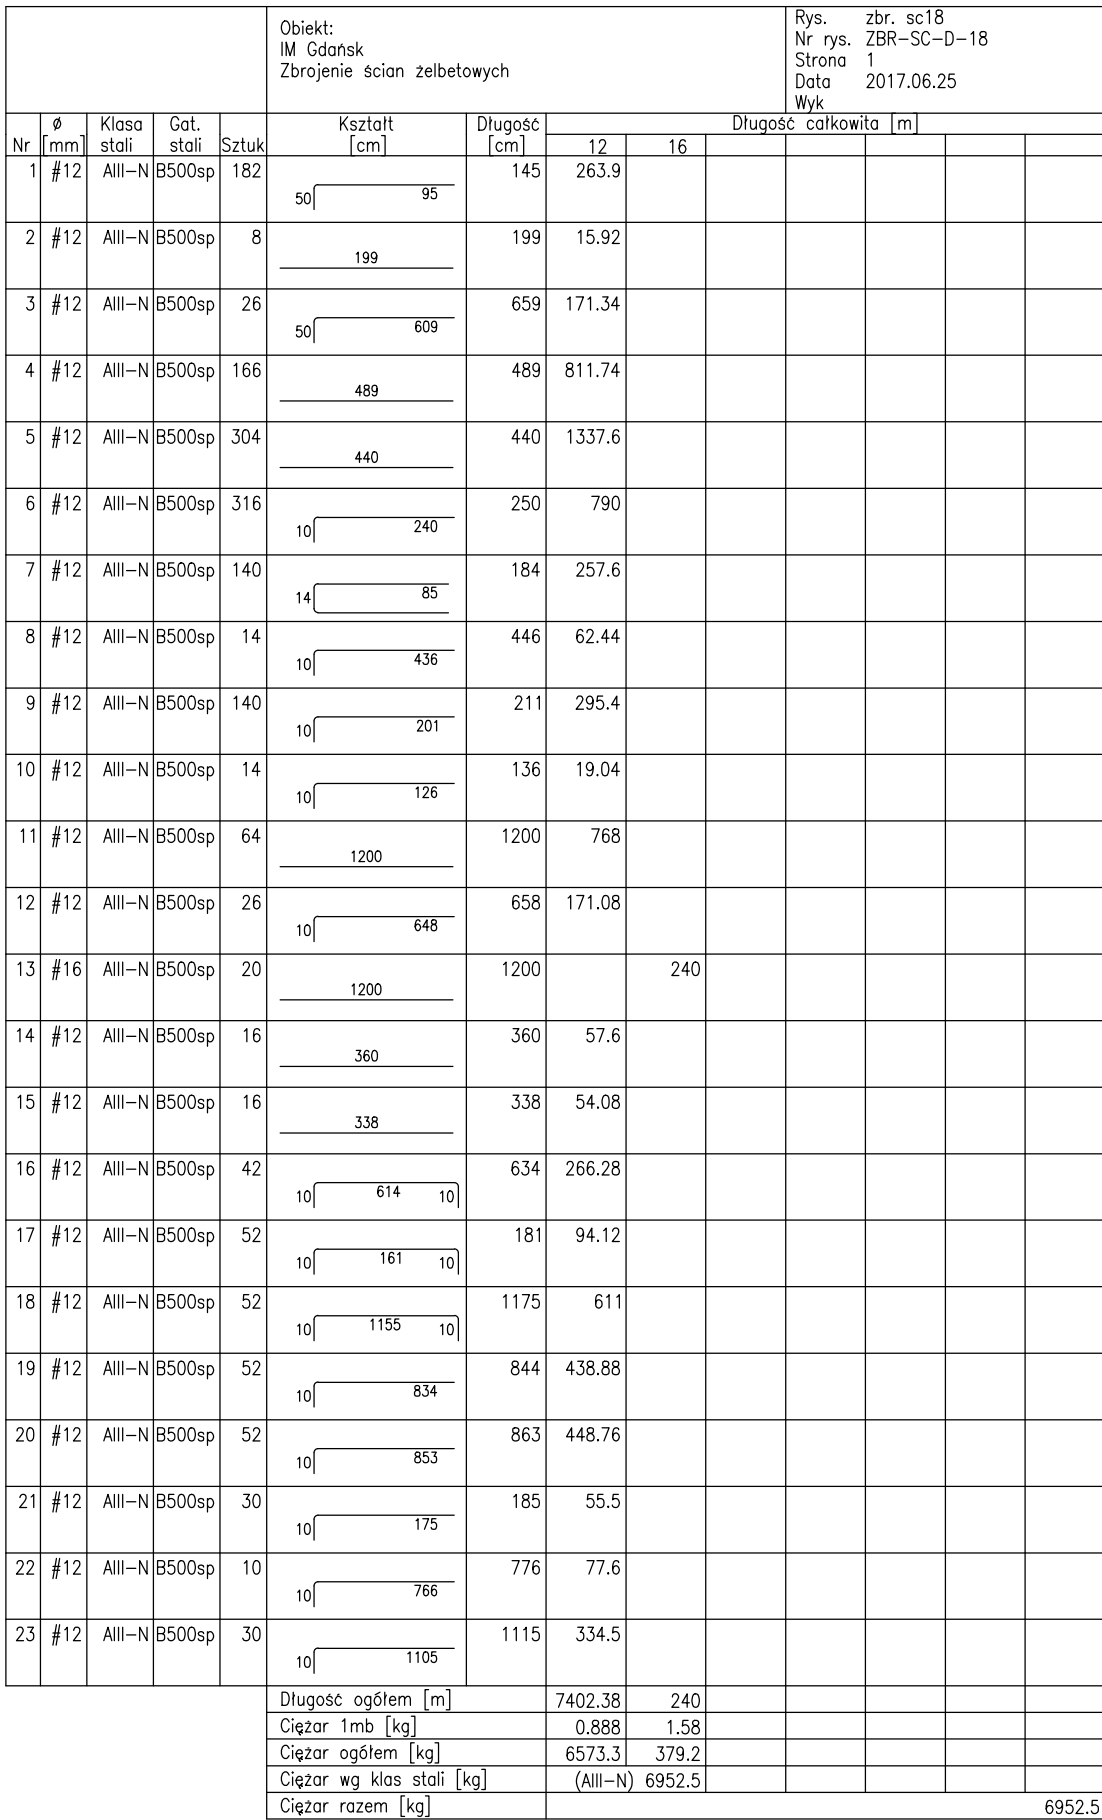 Obiekt:
IM Gdańsk
Zbrojenie ścian żelbetowych
Rys. zbr. sc18
Nr rys. ZBR-SC-D-18
Strona 1
Data 2017.06.25
Wyk
Nr ø [mm] Klasa stali Gat. stali Sztuk Kształt [cm] Długość [cm] Długość całkowita [m]
12 16
1 #12 AIII-N B500sp 182 50 95 145 263.9
2 #12 AIII-N B500sp 8 199 199 15.92
3 #12 AIII-N B500sp 26 50 609 659 171.34
4 #12 AIII-N B500sp 166 489 489 811.74
5 #12 AIII-N B500sp 304 440 440 1337.6
6 #12 AIII-N B500sp 316 10 240 250 790
7 #12 AIII-N B500sp 140 14 85 184 257.6
8 #12 AIII-N B500sp 14 10 436 446 62.44
9 #12 AIII-N B500sp 140 10 201 211 295.4
10 #12 AIII-N B500sp 14 10 126 136 19.04
11 #12 AIII-N B500sp 64 1200 1200 768
12 #12 AIII-N B500sp 26 10 648 658 171.08
13 #16 AIII-N B500sp 20 1200 1200 240
14 #12 AIII-N B500sp 16 360 360 57.6
15 #12 AIII-N B500sp 16 338 338 54.08
16 #12 AIII-N B500sp 42 10 614 10 634 266.28
17 #12 AIII-N B500sp 52 10 161 10 181 94.12
18 #12 AIII-N B500sp 52 10 1155 10 1175 611
19 #12 AIII-N B500sp 52 10 834 844 438.88
20 #12 AIII-N B500sp 52 10 853 863 448.76
21 #12 AIII-N B500sp 30 10 175 185 55.5
22 #12 AIII-N B500sp 10 10 766 776 77.6
23 #12 AIII-N B500sp 30 10 1105 1115 334.5
Długość ogółem [m] 7402.38 240
Ciężar 1mb [kg] 0.888 1.58
Ciężar ogółem [kg] 6573.3 379.2
Ciężar wg klas stali [kg] (AIII-N) 6952.5
Ciężar razem [kg] 6952.5